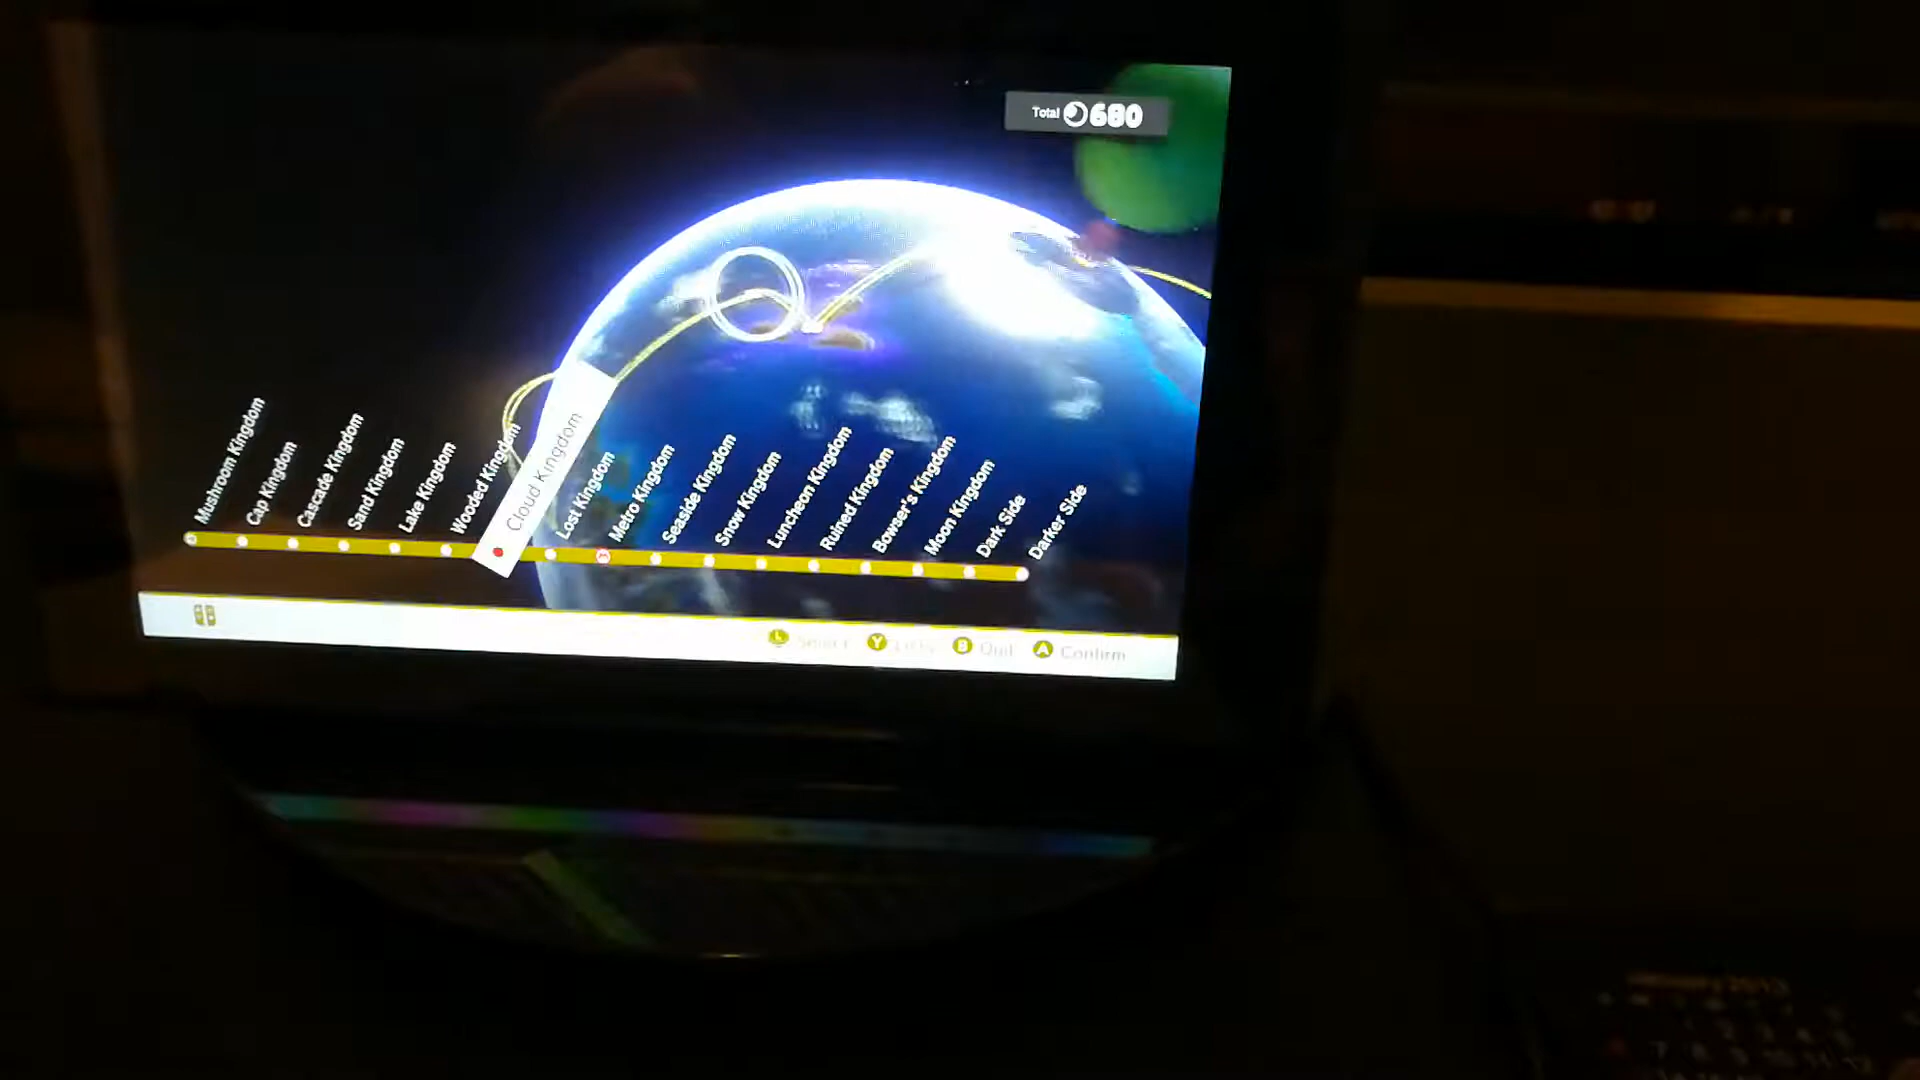 Total 680
Mushroom Kingdom
Cap Kingdom
Cascade Kingdom
Sand Kingdom
Lake Kingdom
Wooded Kingdom
Cloud Kingdom
Lost Kingdom
Metro Kingdom
Seaside Kingdom
Snow Kingdom
Luncheon Kingdom
Ruined Kingdom
Bowser's Kingdom
Moon Kingdom
Dark Side
Darker Side
L Select Y Lists B Quit A Confirm